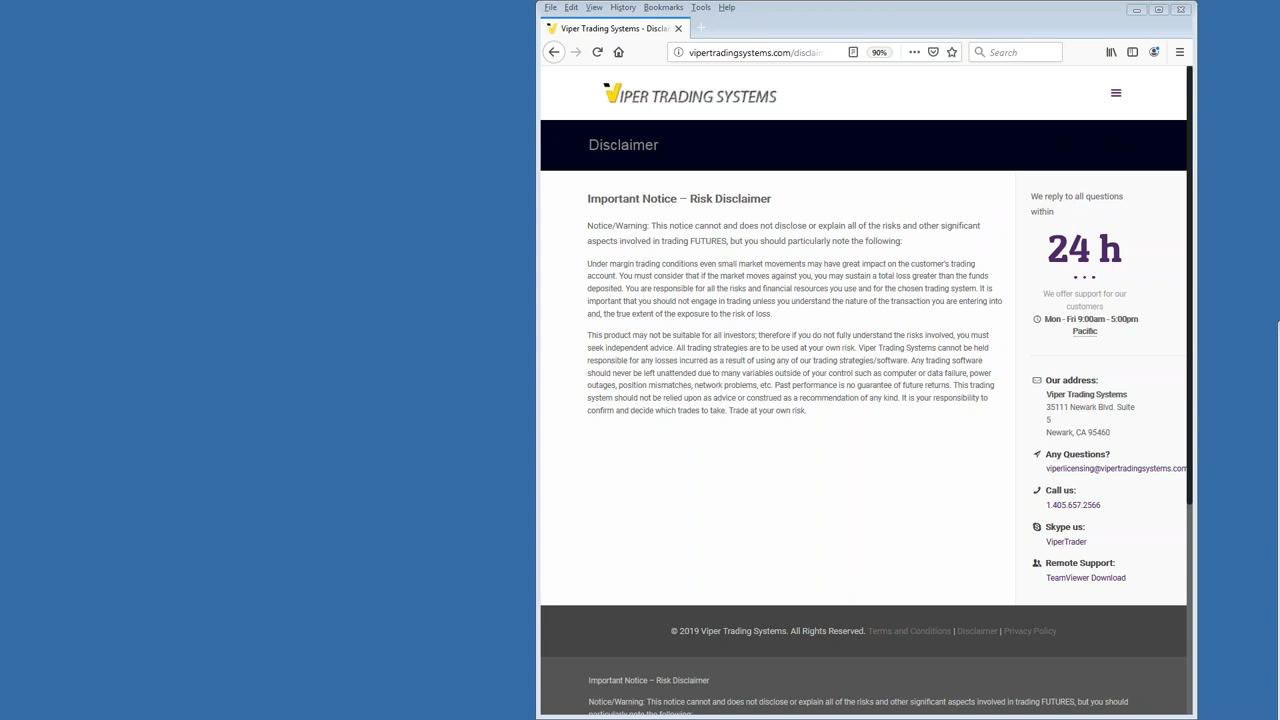 File Edit View History Bookmarks Tools Help
Viper Trading Systems - Disclai
vipertradingsystems.com/disclaim
90%
Search
VIPER TRADING SYSTEMS
Disclaimer
Important Notice – Risk Disclaimer
Notice/Warning: This notice cannot and does not disclose or explain all of the risks and other significant
aspects involved in trading FUTURES, but you should particularly note the following:
Under margin trading conditions even small market movements may have great impact on the customer's trading
account. You must consider that if the market moves against you, you may sustain a total loss greater than the funds
deposited. You are responsible for all the risks and financial resources you use and for the chosen trading system. It is
important that you should not engage in trading unless you understand the nature of the transaction you are entering into
and, the true extent of the exposure to the risk of loss.
This product may not be suitable for all investors; therefore if you do not fully understand the risks involved, you must
seek independent advice. All trading strategies are to be used at your own risk. Viper Trading Systems cannot be held
responsible for any losses incurred as a result of using any of our trading strategies/software. Any trading software
should never be left unattended due to many variables outside of your control such as computer or data failure, power
outages, position mismatches, network problems, etc. Past performance is no guarantee of future returns. This trading
system should not be relied upon as advice or construed as a recommendation of any kind. It is your responsibility to
confirm and decide which trades to take. Trade at your own risk.
We reply to all questions
within
24 h
We offer support for our
customers
Mon - Fri 9:00am - 5:00pm
Pacific
Our address:
Viper Trading Systems
35111 Newark Blvd. Suite
5
Newark, CA 95460
Any Questions?
viperlicensing@vipertradingsystems.com
Call us:
1.405.657.2566
Skype us:
ViperTrader
Remote Support:
TeamViewer Download
© 2019 Viper Trading Systems. All Rights Reserved. Terms and Conditions | Disclaimer | Privacy Policy
Important Notice – Risk Disclaimer
Notice/Warning: This notice cannot and does not disclose or explain all of the risks and other significant aspects involved in trading FUTURES, but you should
particularly note the following: